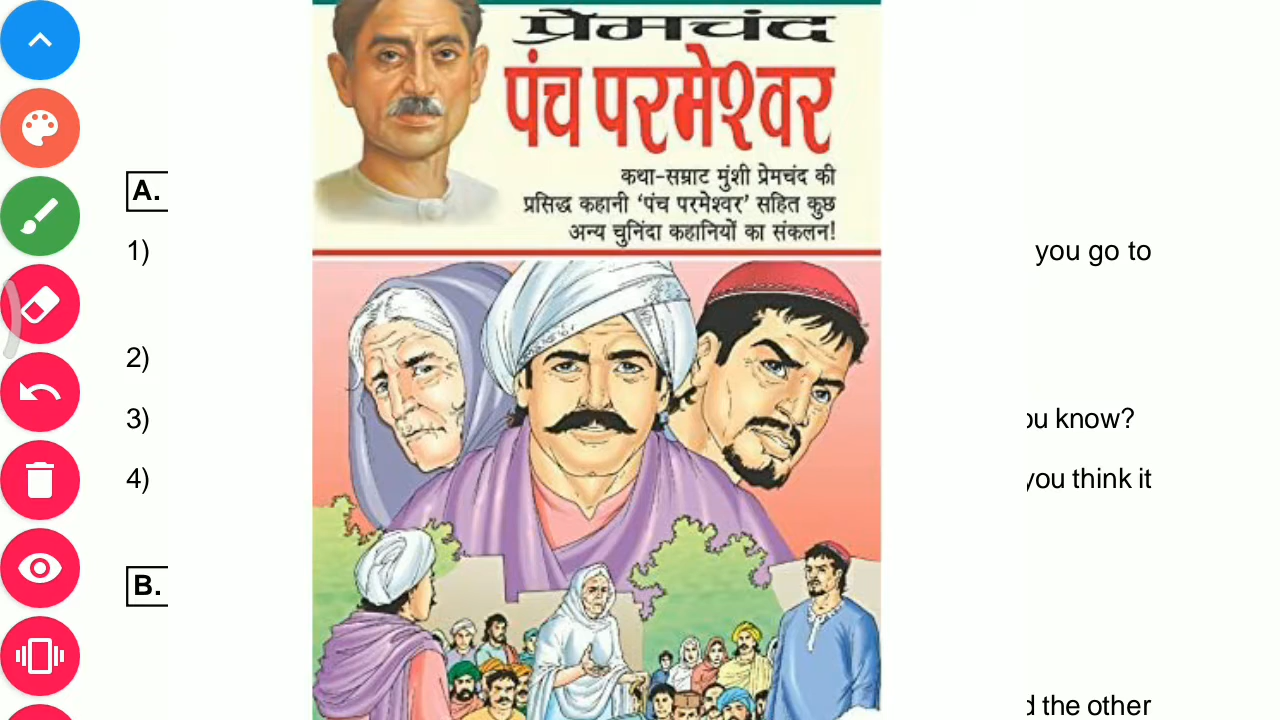 प्रेमचंद
पंच परमेश्वर
कथा-सम्राट मुंशी प्रेमचंद की
प्रसिद्ध कहानी 'पंच परमेश्वर' सहित कुछ
अन्य चुनिंदा कहानियों का संकलन!
A.
1) you go to
2)
3) know?
4) you think it
B.
the other